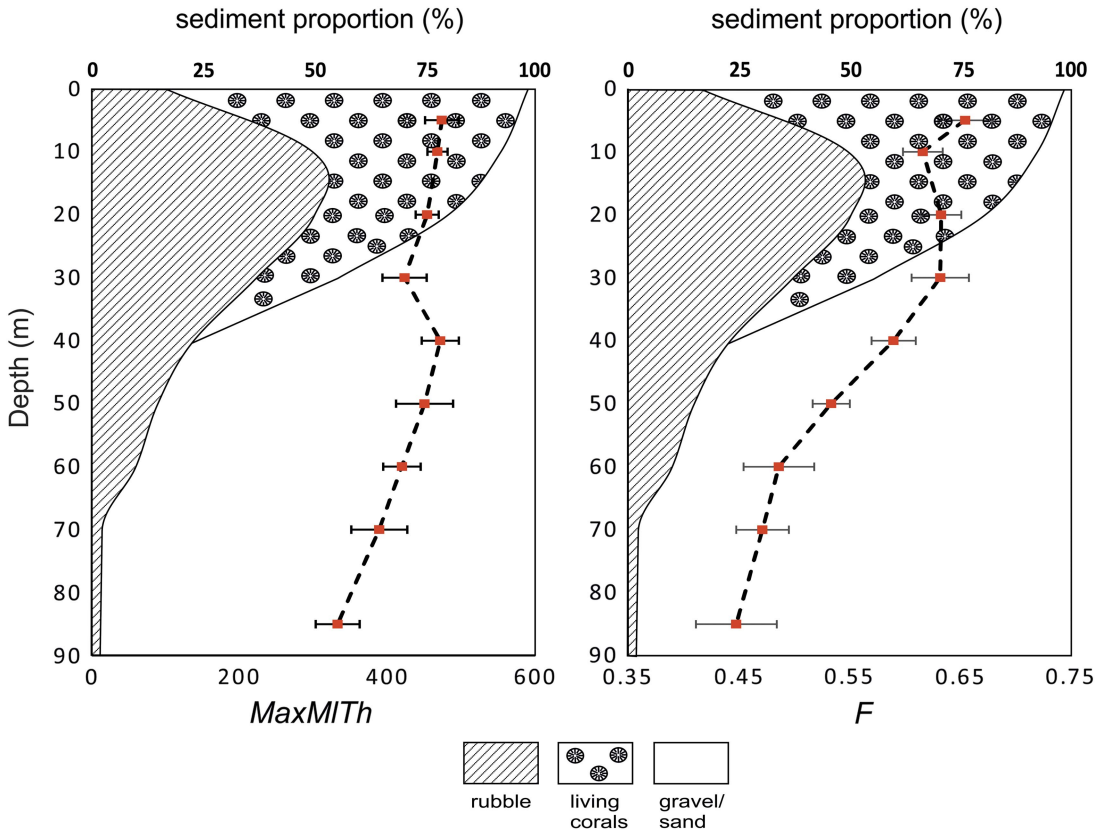 sediment proportion (%) sediment proportion (%)
0 25 50 75 100 0 25 50 75 100
0 0
10 10
20 20
30 30
40 40
50 50
60 60
70 70
80 80
90 90
Depth (m)
0 200 400 600 0.35 0.45 0.55 0.65 0.75
MaxMlTh F
rubble living gravel/
corals sand